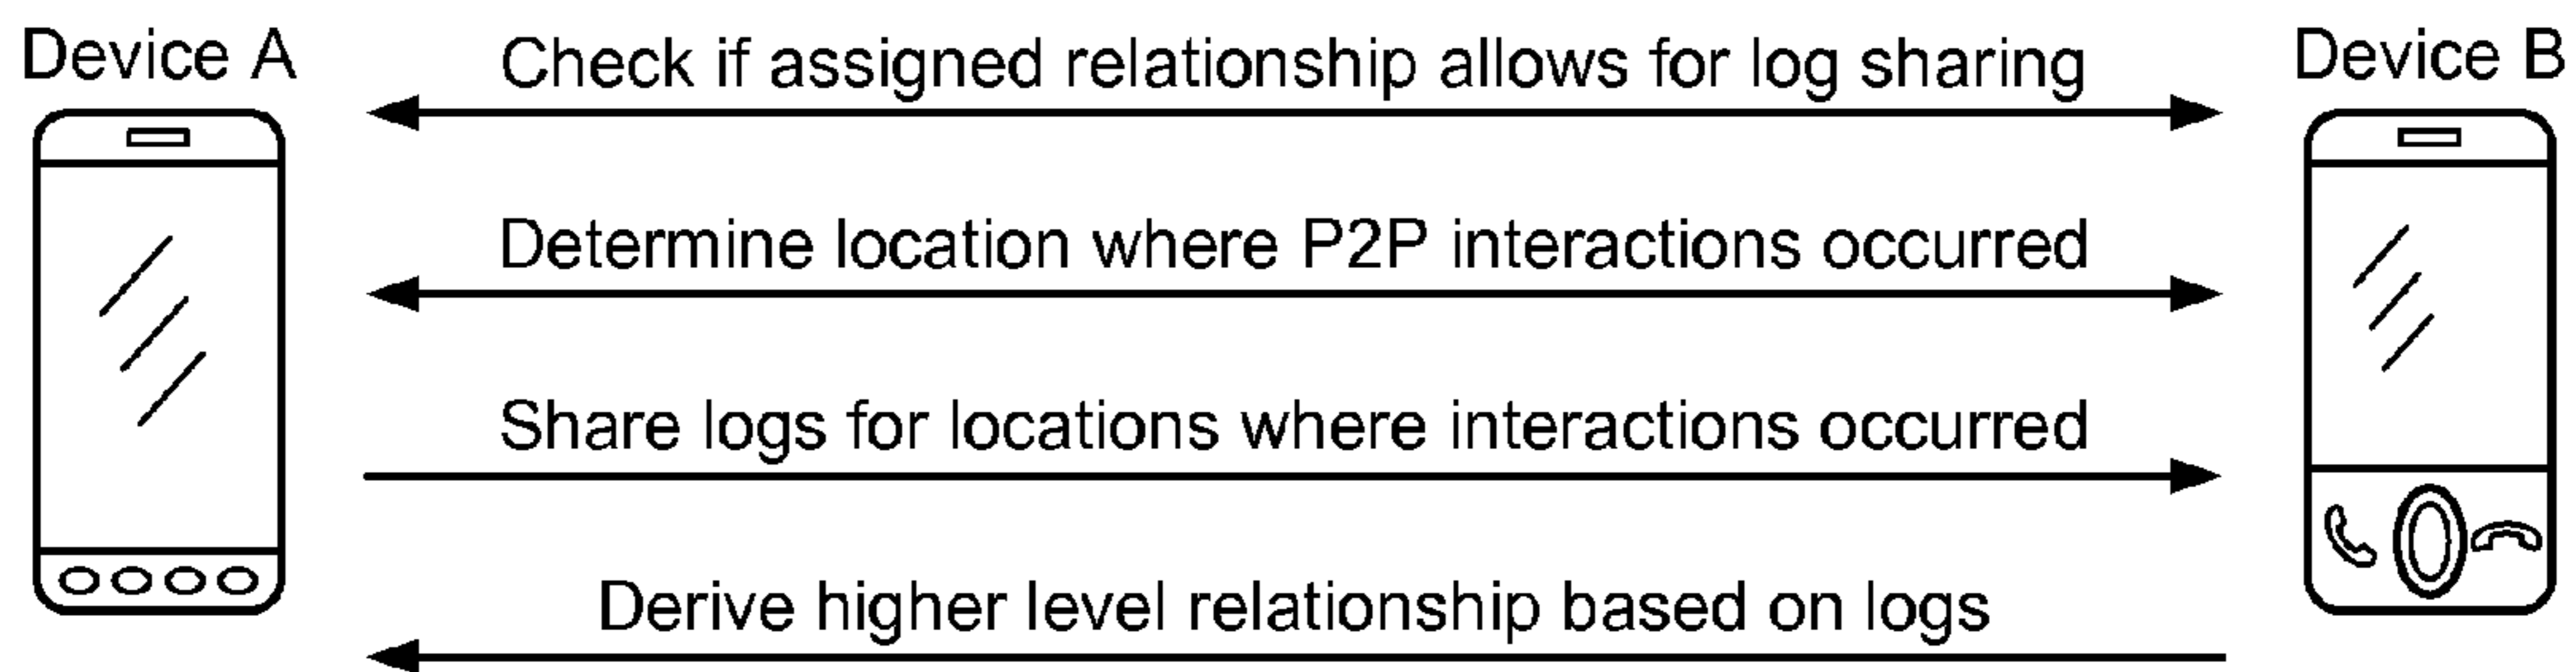 Device A
Check if assigned relationship allows for log sharing
Device B
Determine location where P2P interactions occurred
Share logs for locations where interactions occurred
Derive higher level relationship based on logs